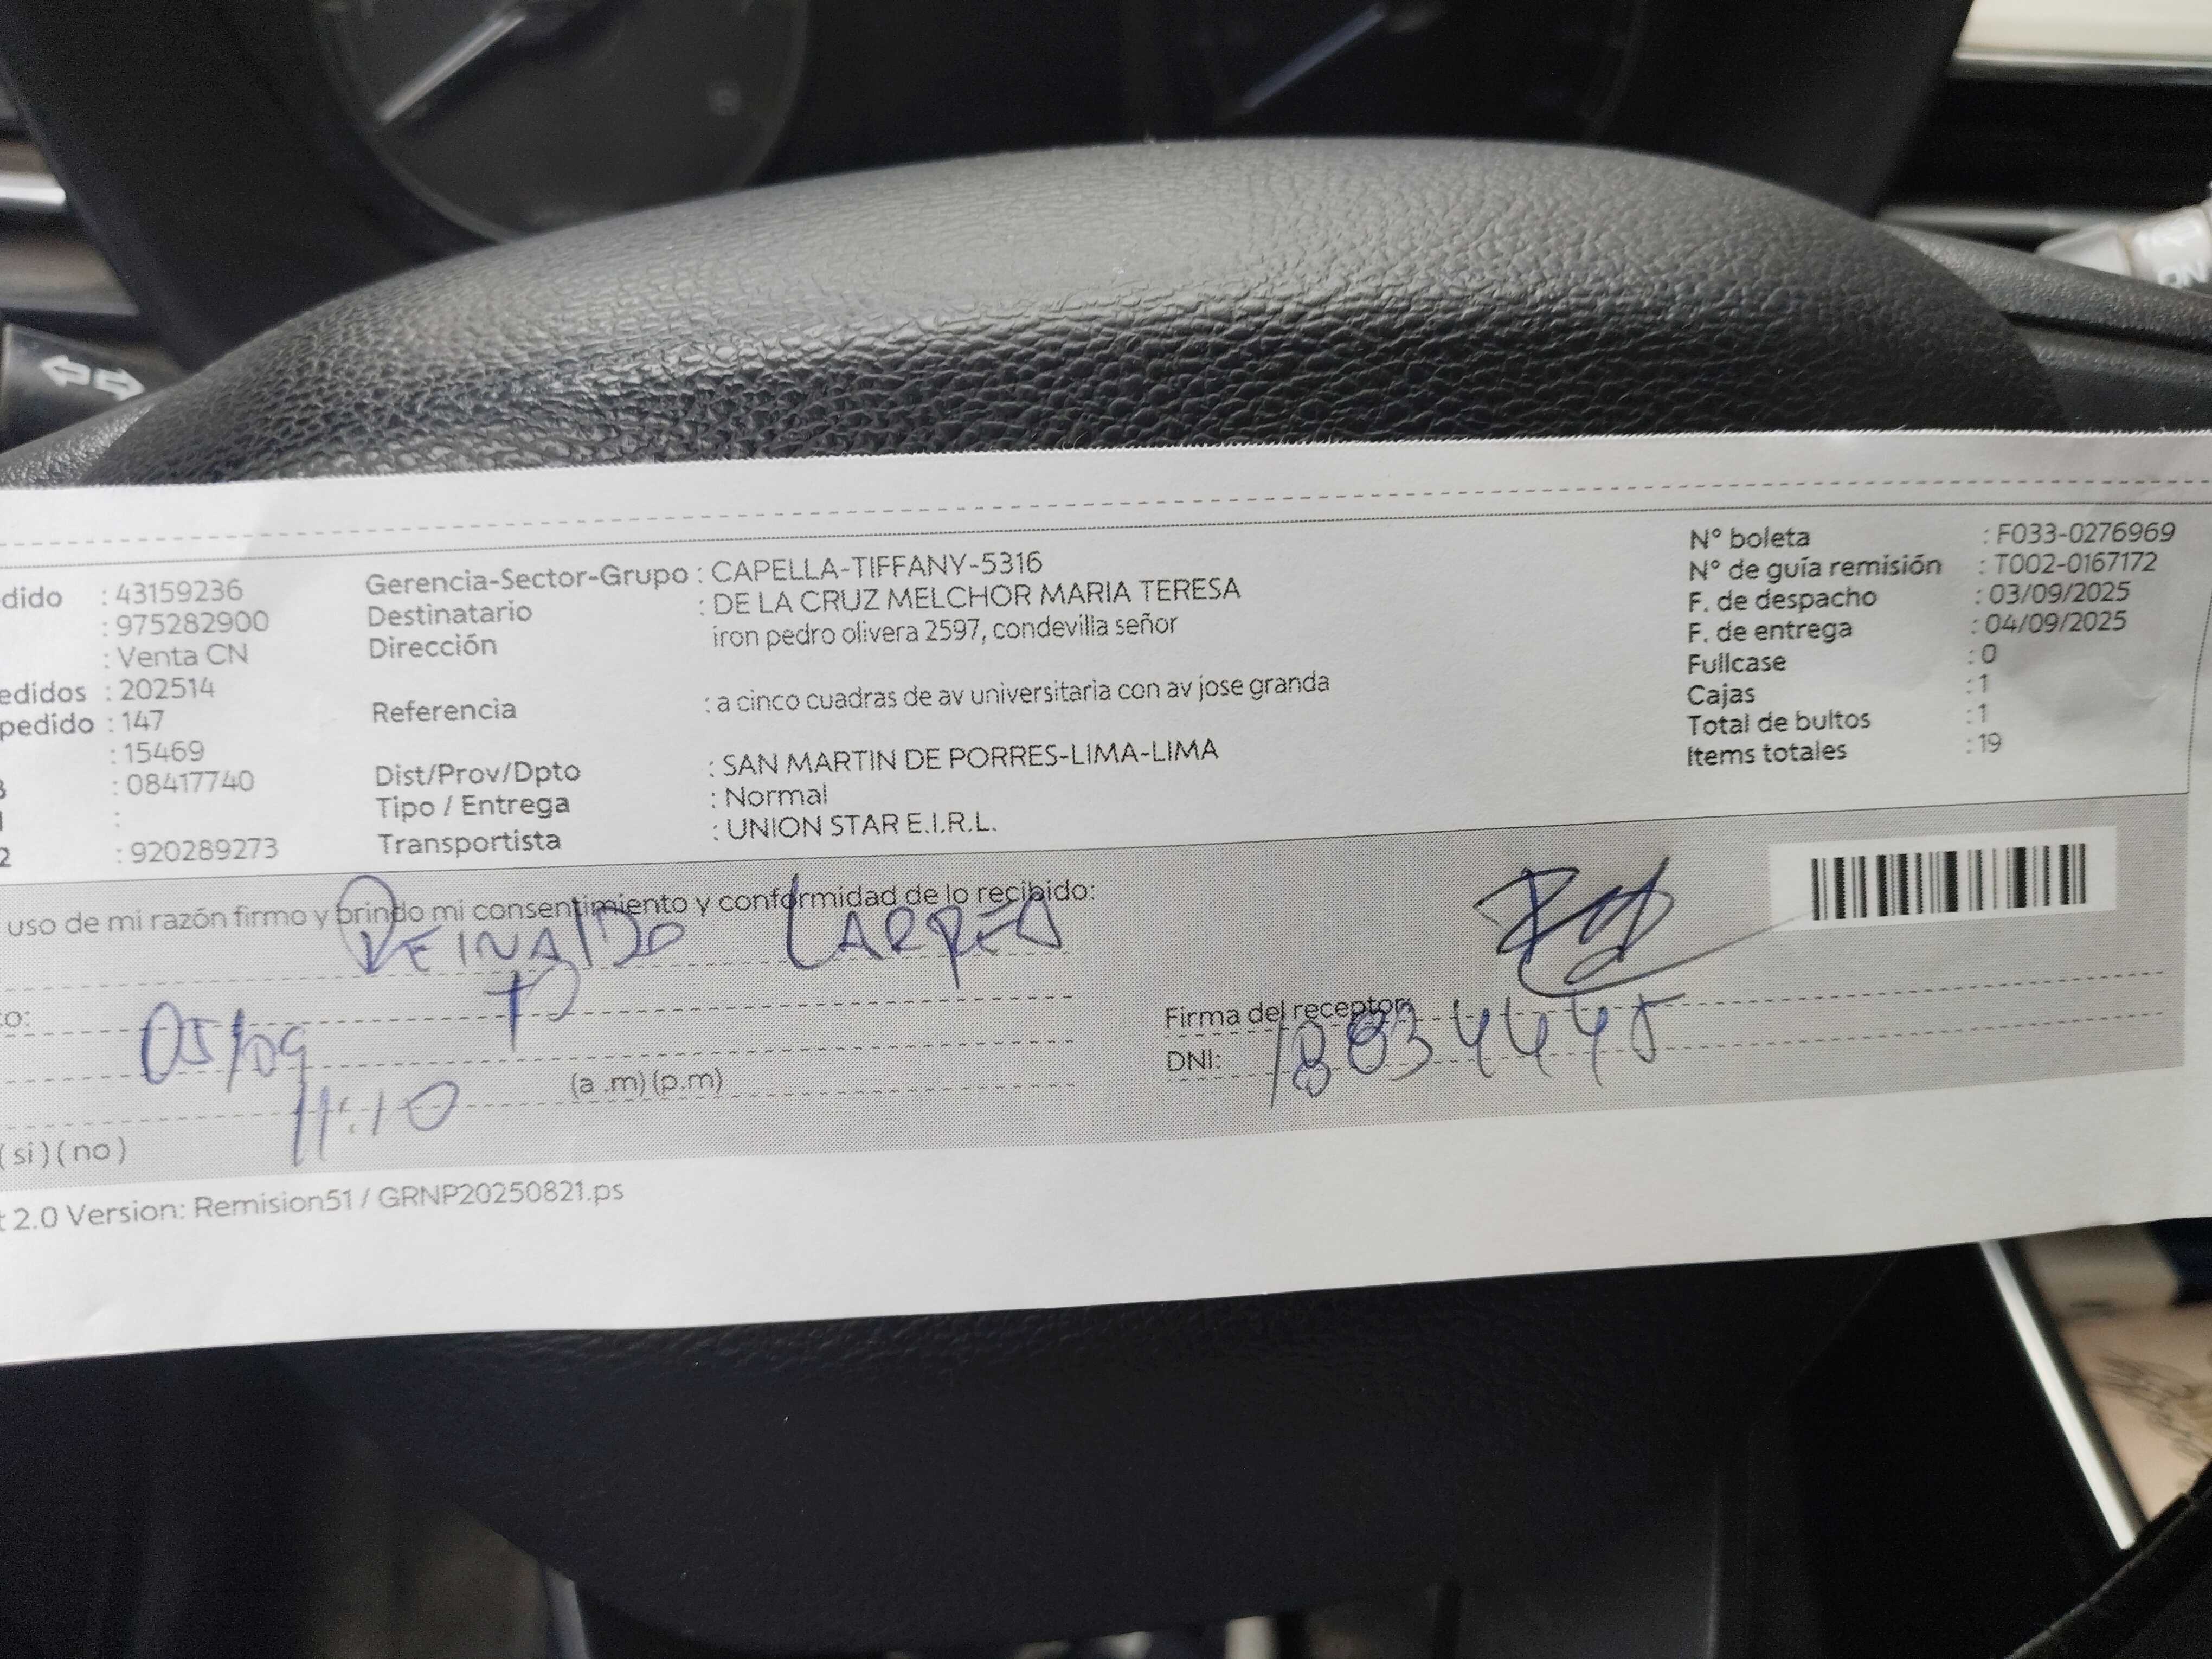 dido : 43159236
: 975282900
: Venta CN
edidos : 202514
pedido : 147
: 15469
: 08417740
:
2 : 920289273
Gerencia-Sector-Grupo : CAPELLA-TIFFANY-5316
Destinatario : DE LA CRUZ MELCHOR MARIA TERESA
Dirección iron pedro olivera 2597, condevilla señor
Referencia : a cinco cuadras de av universitaria con av jose granda
Dist/Prov/Dpto : SAN MARTIN DE PORRES-LIMA-LIMA
Tipo / Entrega : Normal
Transportista : UNION STAR E.I.R.L.
N° boleta : F033-0276969
N° de guía remisión : T002-0167172
F. de despacho : 03/09/2025
F. de entrega : 04/09/2025
Fullcase : 0
Cajas : 1
Total de bultos : 1
Items totales : 19
uso de mi razón firmo y brindo mi consentimiento y conformidad de lo recibido:
REINALDO LARREA
to:
05/09
11:10 (a .m) (p.m)
Firma del receptor:
DNI: 18834445
( si ) ( no )
t 2.0 Version: Remision51 / GRNP20250821.ps